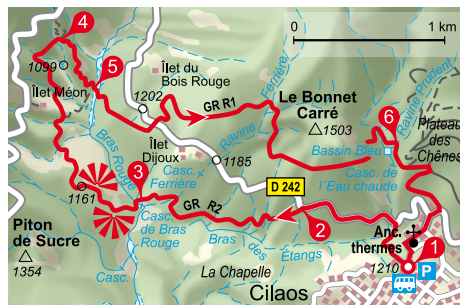 0 1 km
4
1099
5
Îlet du
Bois Rouge
Îlet Méon
1202
GR R1
Ferrière
Ravine
Le Bonnet
Carré
1503
6
Ravine Prudent
Plateau
des
Chênes
Bassin Bleu
Casc. de
l'Eau chaude
Bras Rouge
Îlet
Dijoux
1185
Casc.
Ferrière
3
1161
D 242
GR R2
2
Casc.
de Bras
Rouge
Piton
de Sucre
1354
Casc.
Bras des
Étangs
La Chapelle
Anc.
thermes
1
1210
P
Cilaos